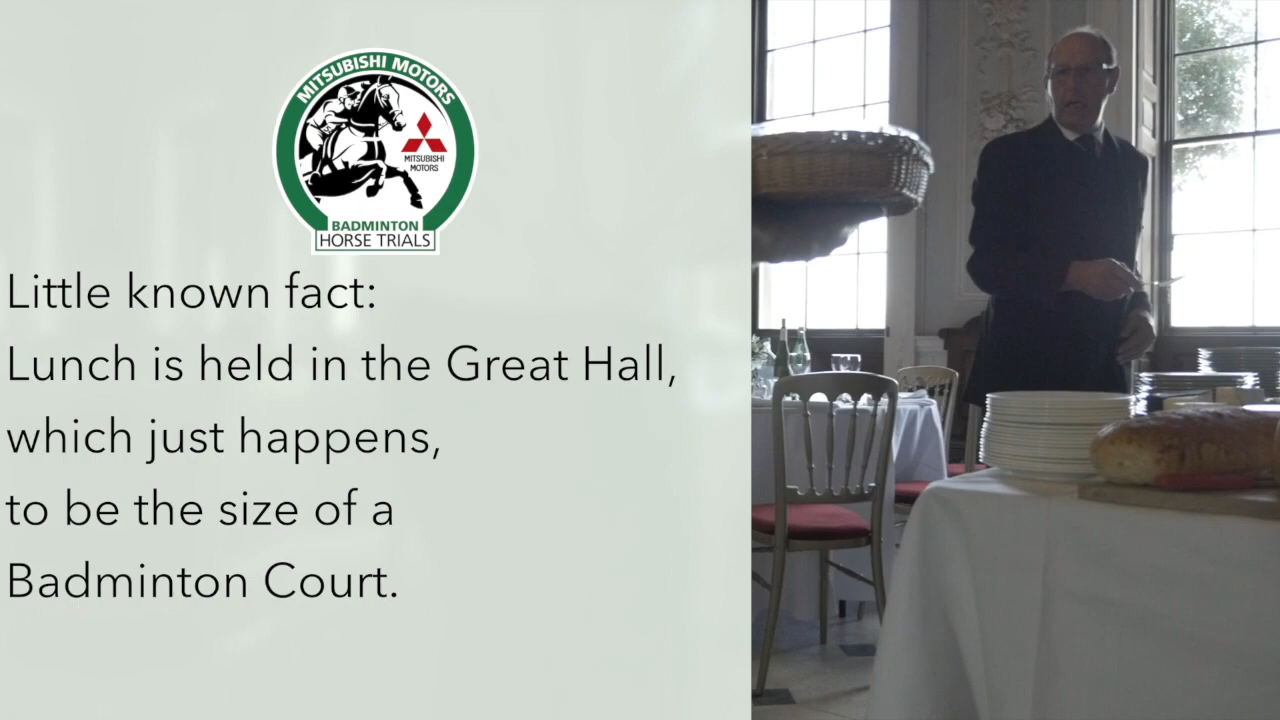 MITSUBISHI MOTORS
MITSUBISHI
MOTORS
BADMINTON
HORSE TRIALS
Little known fact:
Lunch is held in the Great Hall,
which just happens,
to be the size of a
Badminton Court.